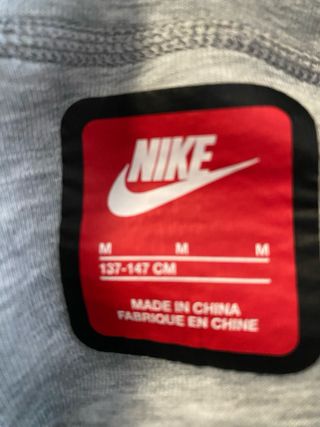 NIKE
M M M
137-147 CM
MADE IN CHINA
FABRIQUE EN CHINE